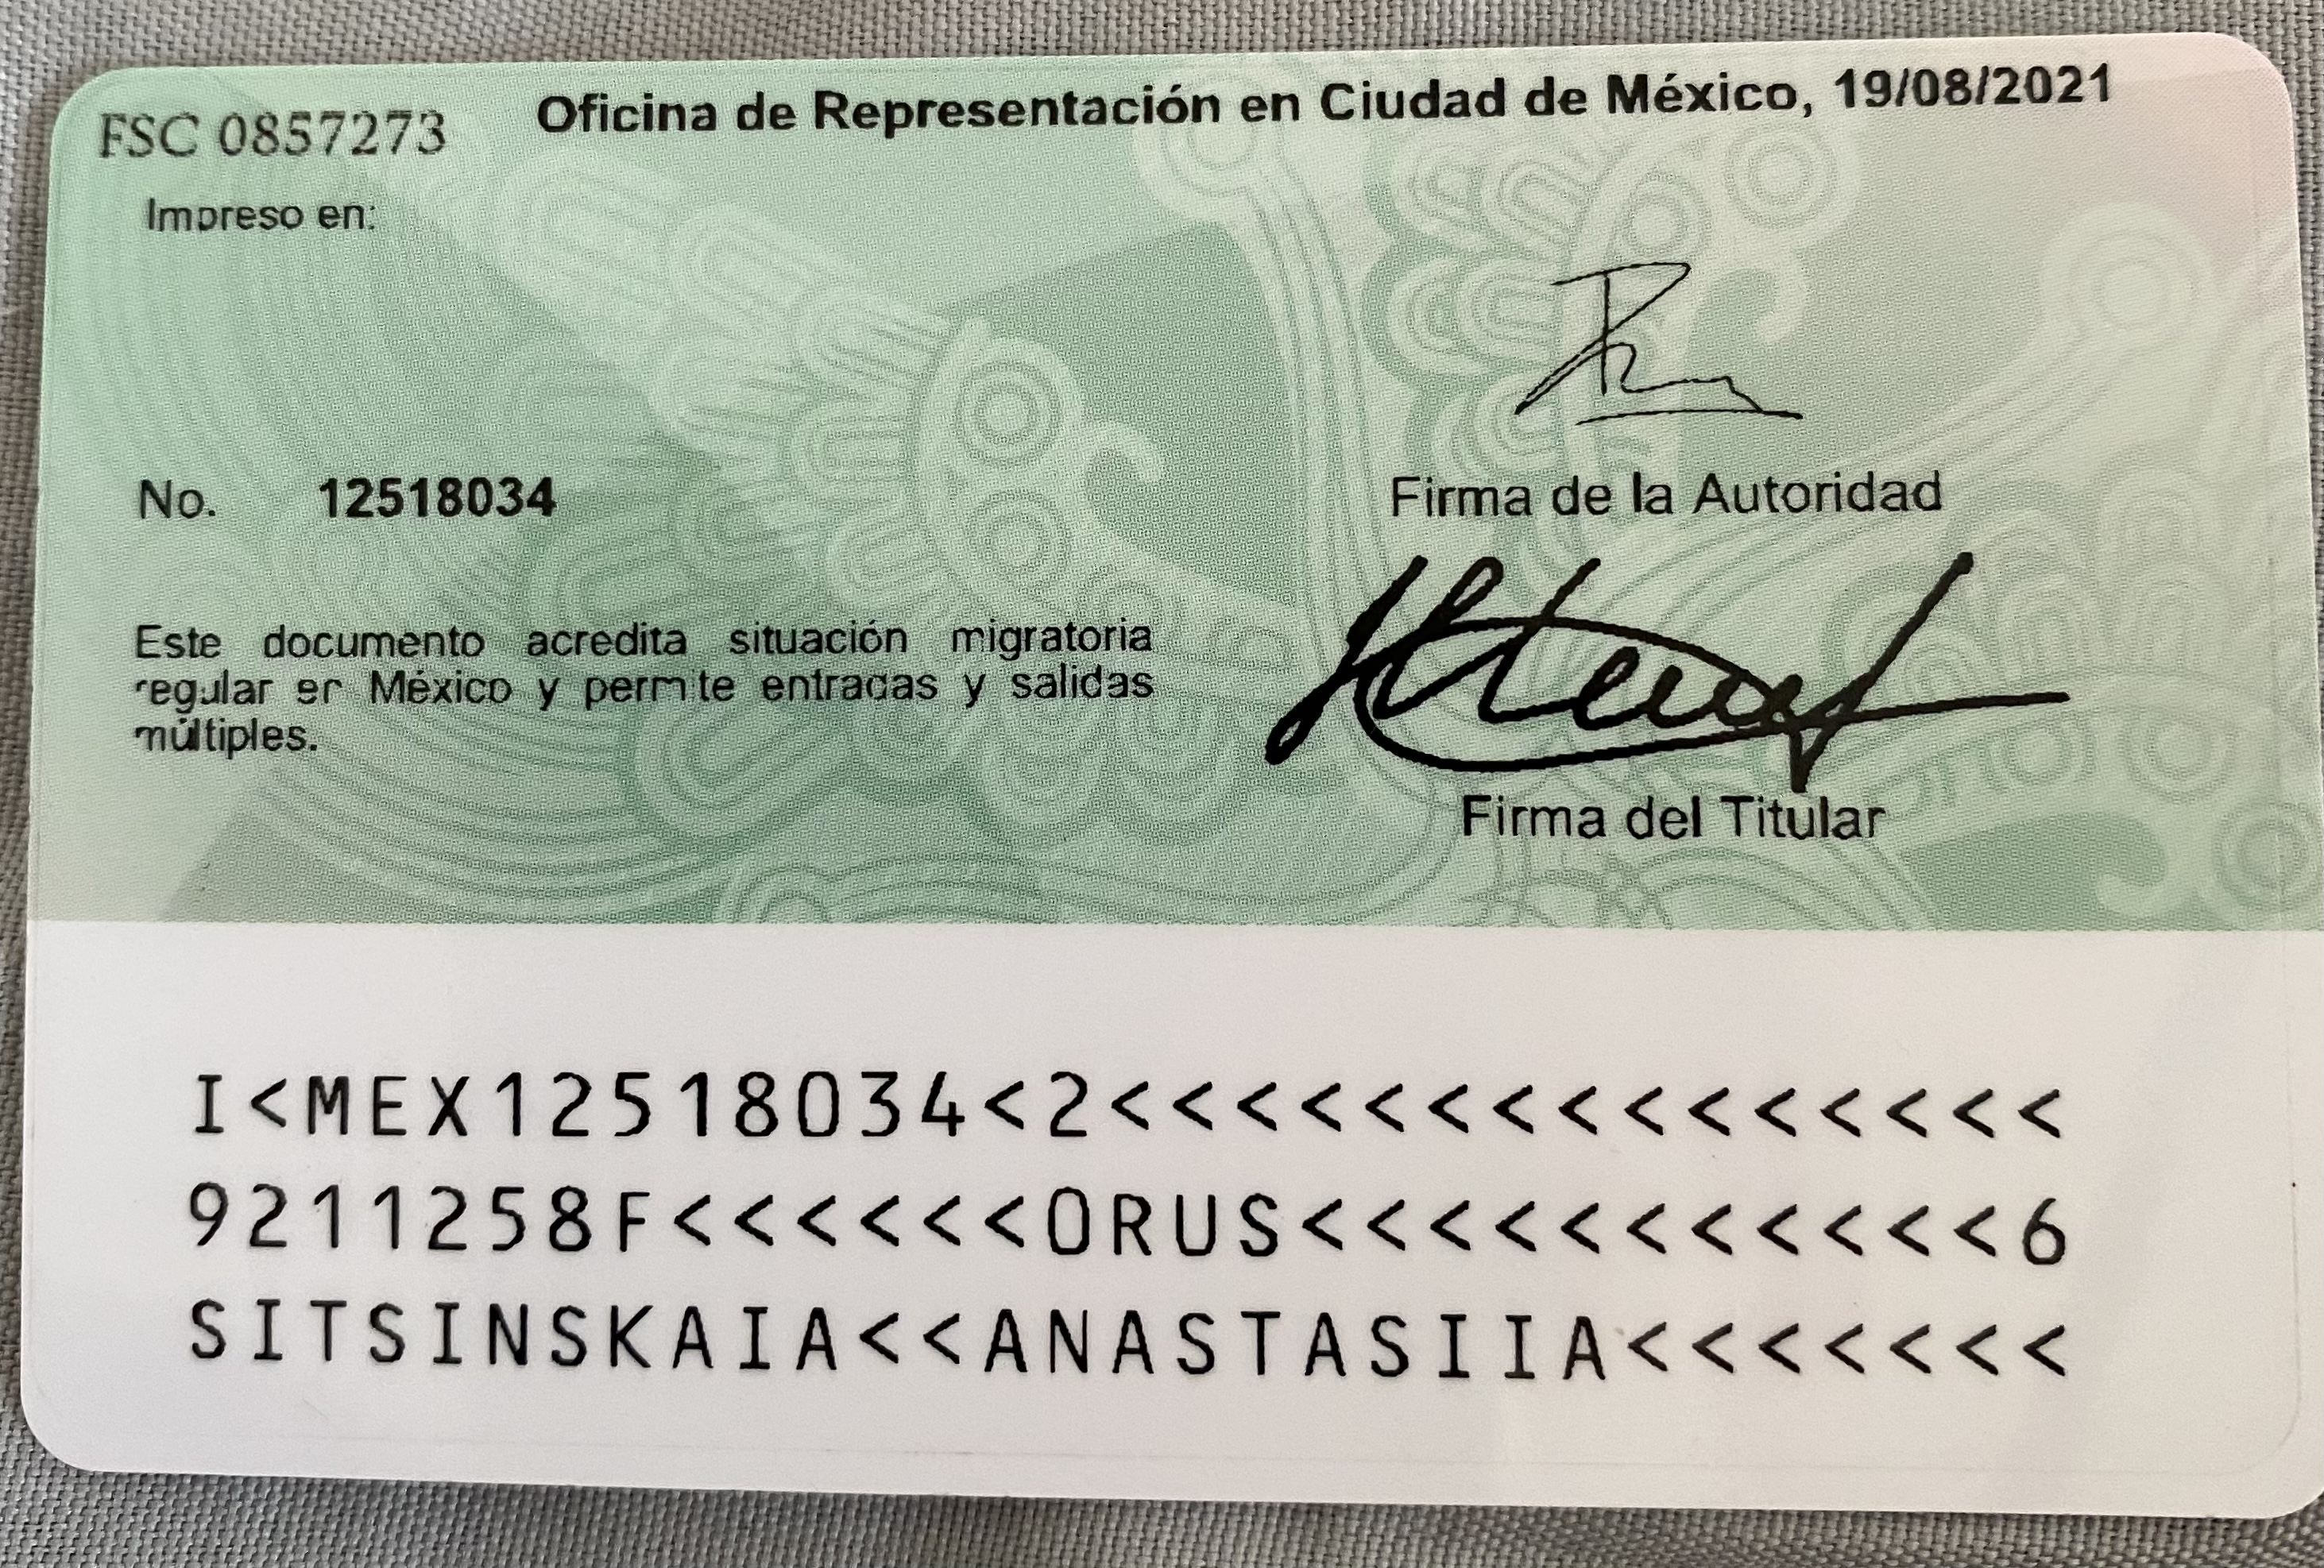 FSC 0857273
Oficina de Representación en Ciudad de México, 19/08/2021
Impreso en:
No. 12518034
Firma de la Autoridad
Este documento acredita situación migratoria
regular en México y permite entradas y salidas
múltiples.
Firma del Titular
I<MEX12518034<2<<<<<<<<<<<<<<<
9211258F<<<<<<0RUS<<<<<<<<<<<6
SITSINSKAIA<<ANASTASIIA<<<<<<<